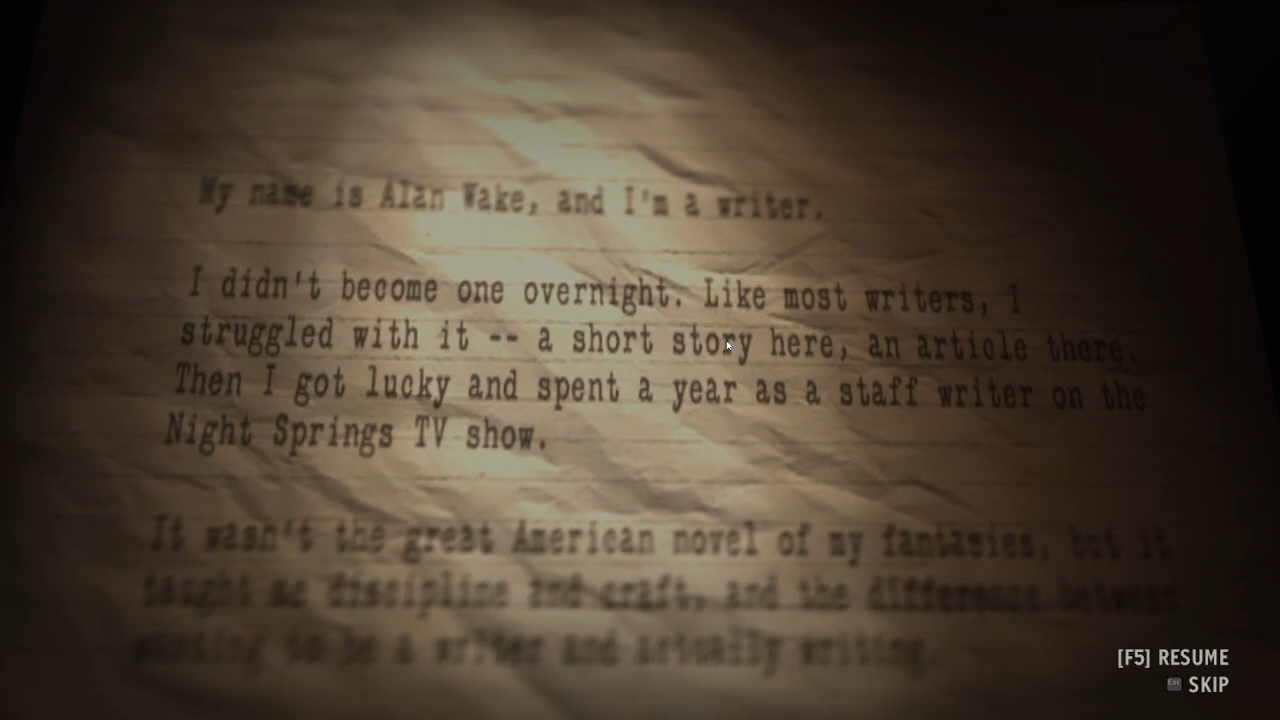 My name is Alan Wake, and I'm a writer.
I didn't become one overnight. Like most writers, I
struggled with it -- a short story here, an article there.
Then I got lucky and spent a year as a staff writer on the
Night Springs TV show.
It wasn't the great American novel of my fantasies, but it
taught me discipline and craft, and the difference between
wanting to be a writer and actually writing.
[F5] RESUME
Esc SKIP